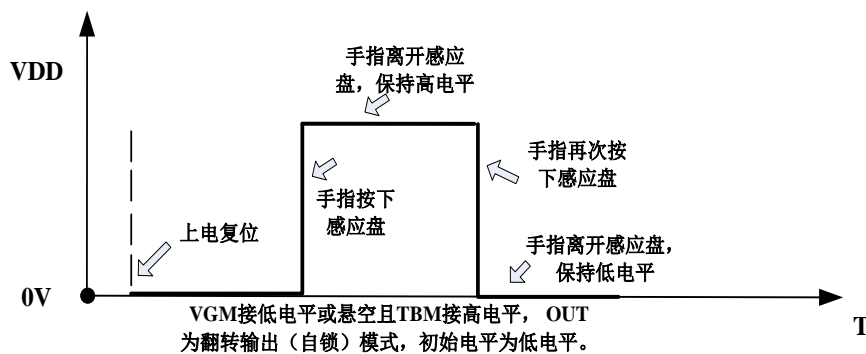 手指离开感应
盘，保持高电平
VDD
手指再次按
下感应盘
手指按下
感应盘
上电复位
手指离开感应盘，
保持低电平
0V
VGM接低电平或悬空且TBM接高电平， OUT
为翻转输出（自锁）模式，初始电平为低电平。
T